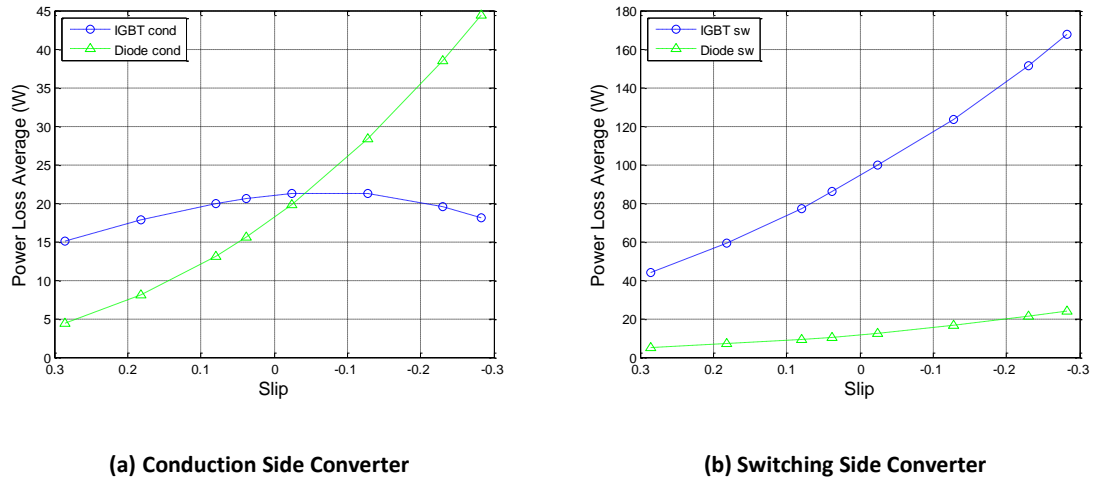 45
40
35
30
25
20
15
10
5
0
Power Loss Average (W)
IGBT cond
Diode cond
0.3 0.2 0.1 0 -0.1 -0.2 -0.3
Slip
(a) Conduction Side Converter
180
160
140
120
100
80
60
40
20
0
Power Loss Average (W)
IGBT sw
Diode sw
0.3 0.2 0.1 0 -0.1 -0.2 -0.3
Slip
(b) Switching Side Converter